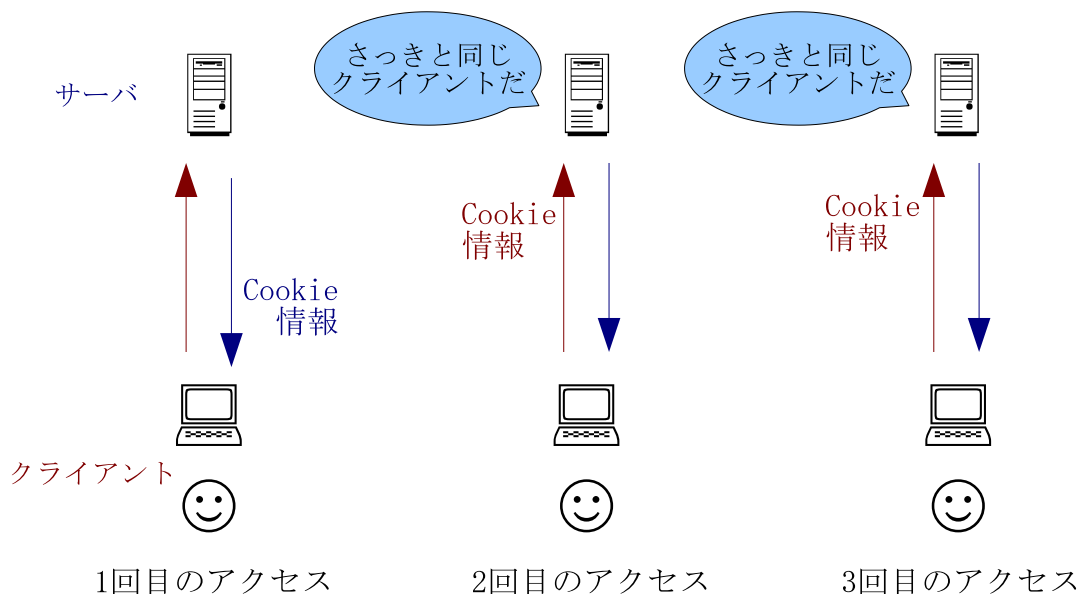 サーバ
さっきと同じ
クライアントだ
さっきと同じ
クライアントだ
Cookie
情報
Cookie
情報
Cookie
情報
クライアント
1回目のアクセス
2回目のアクセス
3回目のアクセス